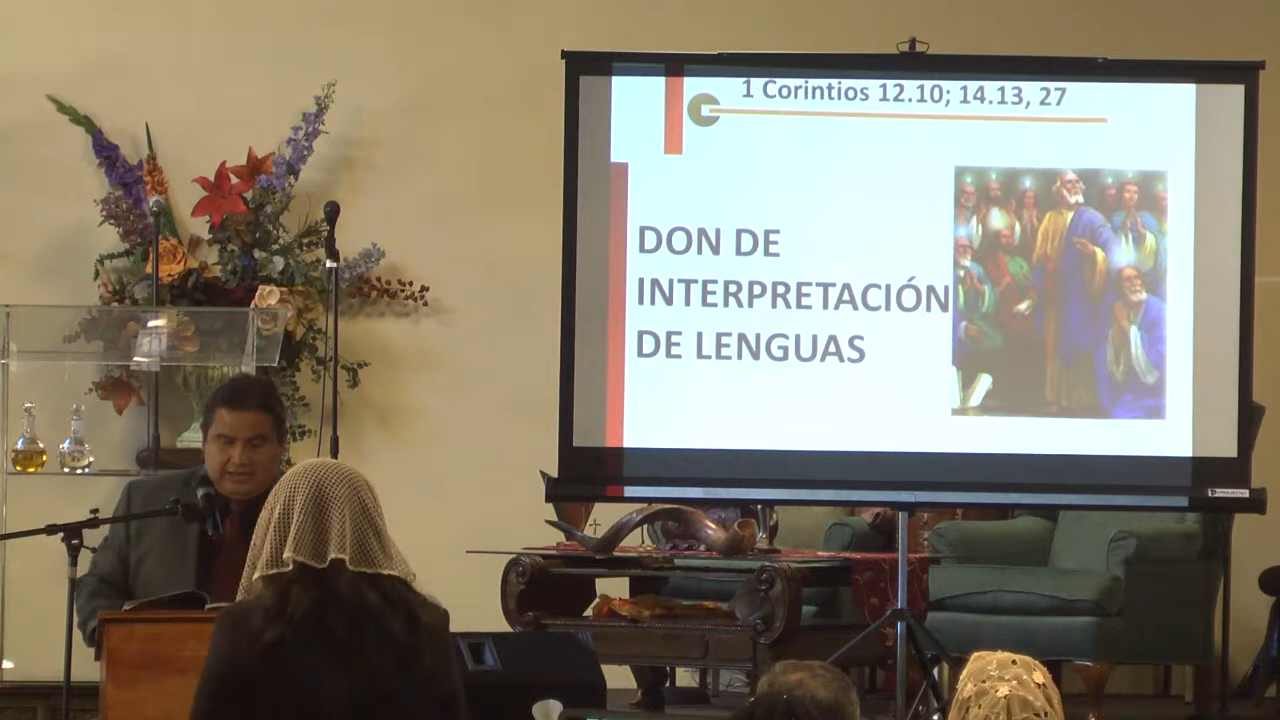 1 Corintios 12.10; 14.13, 27
DON DE
INTERPRETACIÓN
DE LENGUAS